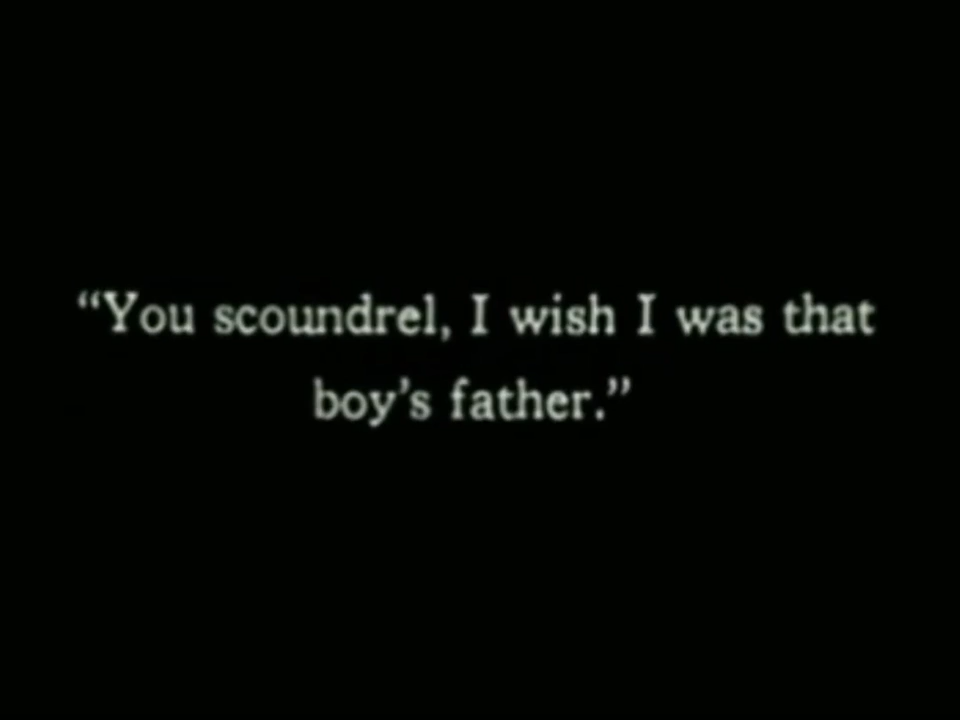 “You scoundrel, I wish I was that
boy’s father.”